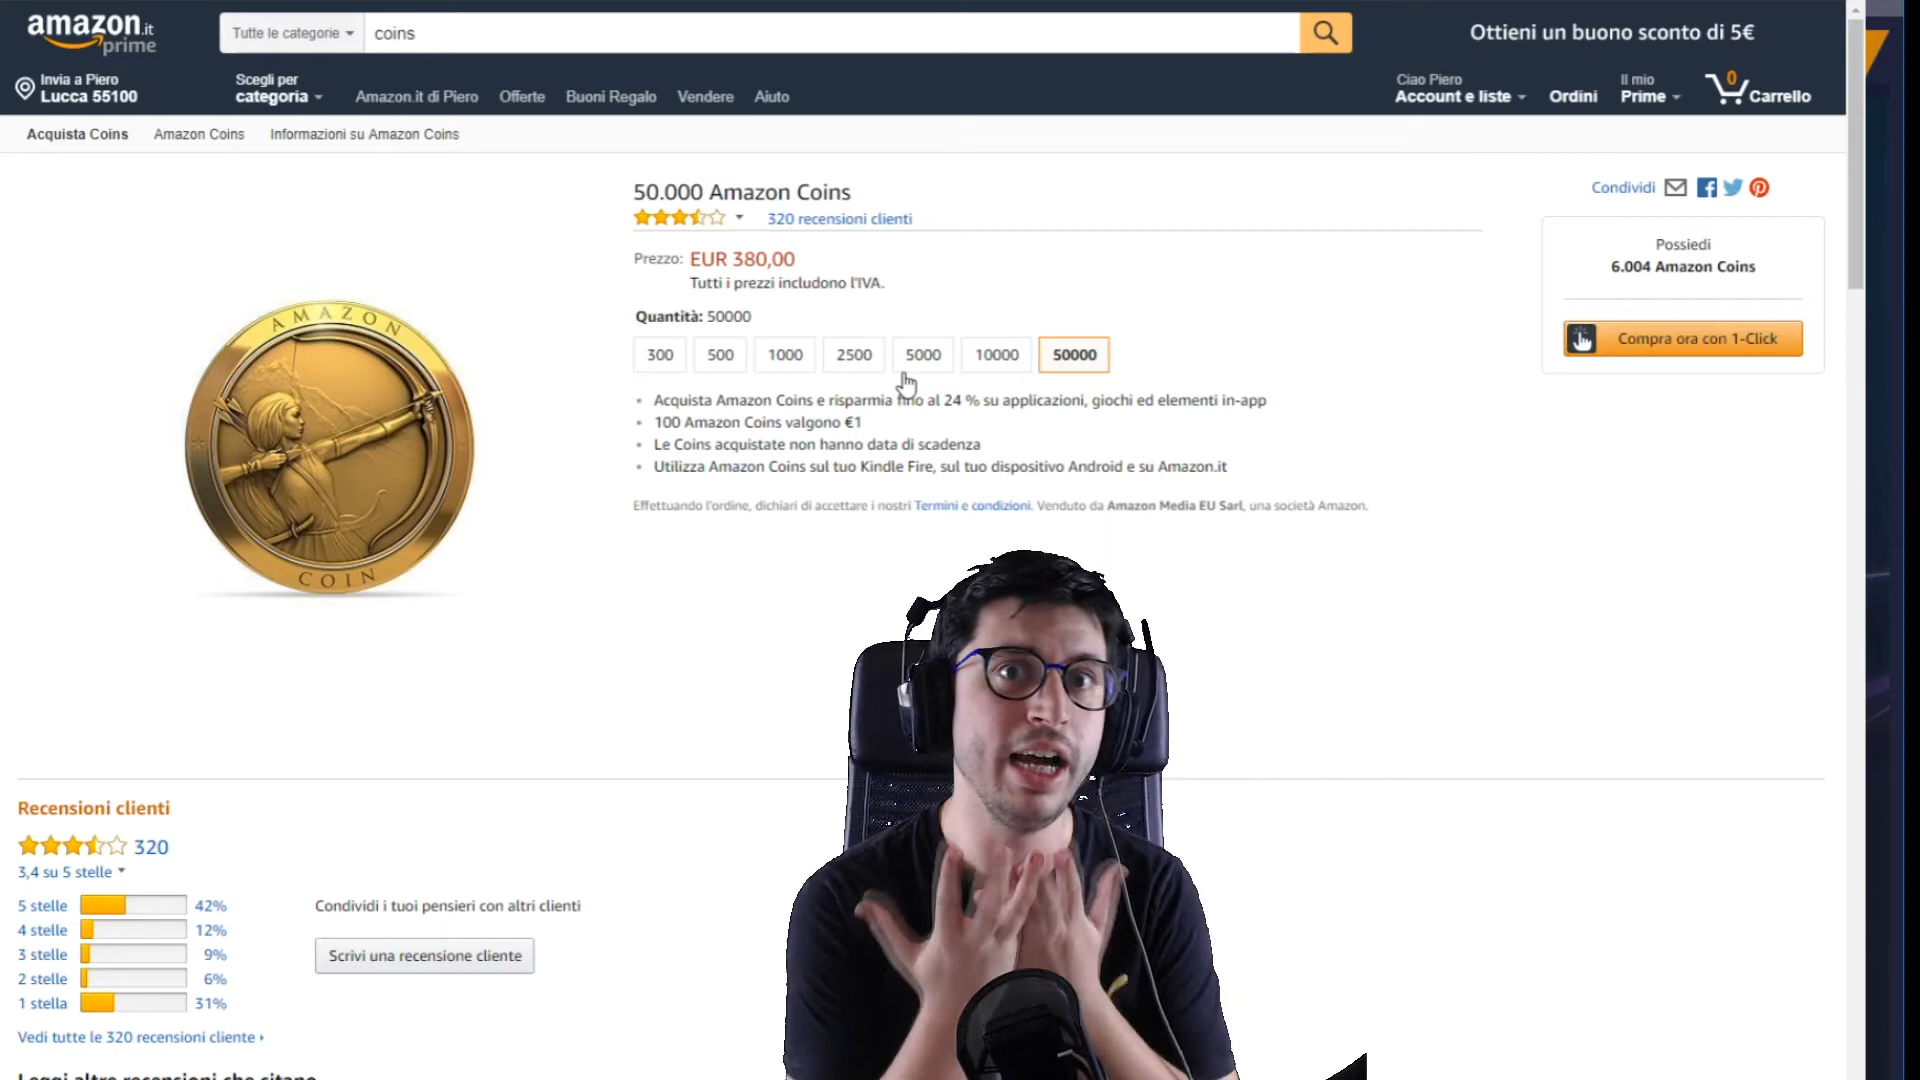 amazon.it
prime
Tutte le categorie
coins
Ottieni un buono sconto di 5€
Invia a Piero
Lucca 55100
Scegli per
categoria
Amazon.it di Piero
Offerte
Buoni Regalo
Vendere
Aiuto
Ciao Piero
Account e liste
Ordini
Il mio
Prime
0
Carrello
Acquista Coins
Amazon Coins
Informazioni su Amazon Coins
50.000 Amazon Coins
320 recensioni clienti
Condividi
Prezzo: EUR 380,00
Tutti i prezzi includono l'IVA.
Quantità: 50000
300 500 1000 2500 5000 10000 50000
Possiedi
6.004 Amazon Coins
Compra ora con 1-Click
Acquista Amazon Coins e risparmia fino al 24 % su applicazioni, giochi ed elementi in-app
100 Amazon Coins valgono €1
Le Coins acquistate non hanno data di scadenza
Utilizza Amazon Coins sul tuo Kindle Fire, sul tuo dispositivo Android e su Amazon.it
Effettuando l'ordine, dichiari di accettare i nostri Termini e condizioni. Venduto da Amazon Media EU Sarl, una società Amazon.
AMAZON
COIN
Recensioni clienti
320
3,4 su 5 stelle
5 stelle 42%
4 stelle 12%
3 stelle 9%
2 stelle 6%
1 stella 31%
Condividi i tuoi pensieri con altri clienti
Scrivi una recensione cliente
Vedi tutte le 320 recensioni cliente
Leggi altre recensioni che citano